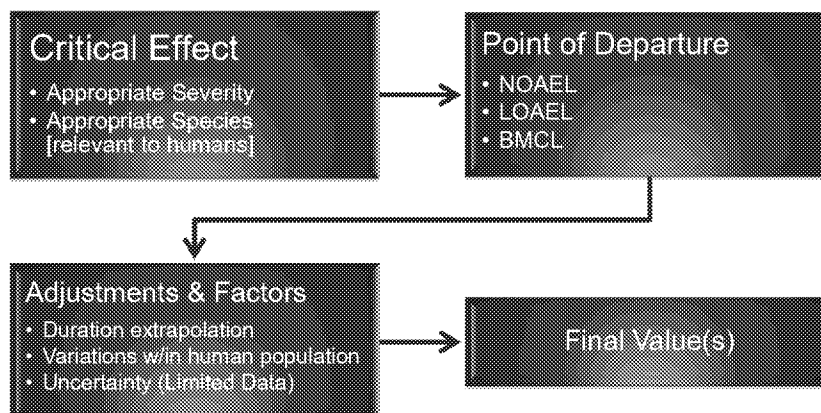 Critical Effect
• Appropriate Severity
• Appropriate Species
[relevant to humans]
Point of Departure
• NOAEL
• LOAEL
• BMCL
Adjustments & Factors
• Duration extrapolation
• Variations w/in human population
• Uncertainty (Limited Data)
Final Value(s)